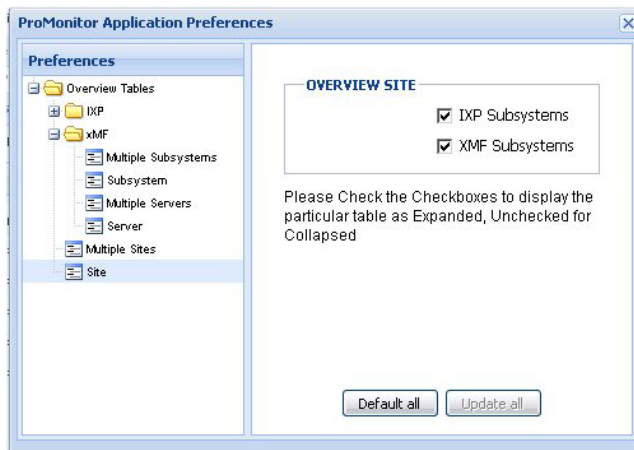 ProMonitor Application Preferences
Preferences
Overview Tables
IXP
xMF
Multiple Subsystems
Subsystem
Multiple Servers
Server
Multiple Sites
Site
OVERVIEW SITE
IXP Subsystems
XMF Subsystems
Please Check the Checkboxes to display the
particular table as Expanded, Unchecked for
Collapsed
Default all
Update all